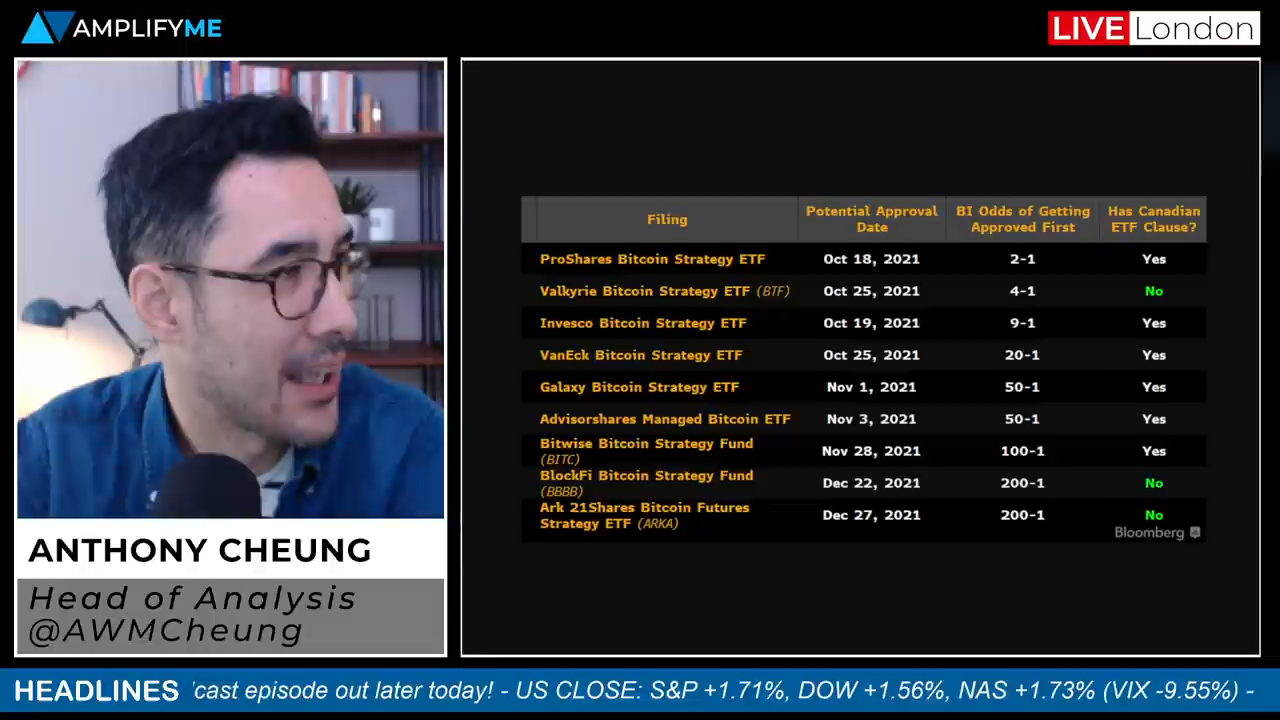 AMPLIFYME
LIVE London
Filing Potential Approval Date BI Odds of Getting Approved First Has Canadian ETF Clause?
ProShares Bitcoin Strategy ETF Oct 18, 2021 2-1 Yes
Valkyrie Bitcoin Strategy ETF (BTF) Oct 25, 2021 4-1 No
Invesco Bitcoin Strategy ETF Oct 19, 2021 9-1 Yes
VanEck Bitcoin Strategy ETF Oct 25, 2021 20-1 Yes
Galaxy Bitcoin Strategy ETF Nov 1, 2021 50-1 Yes
Advisorshares Managed Bitcoin ETF Nov 3, 2021 50-1 Yes
Bitwise Bitcoin Strategy Fund (BITC) Nov 28, 2021 100-1 Yes
BlockFi Bitcoin Strategy Fund (BBBB) Dec 22, 2021 200-1 No
Ark 21Shares Bitcoin Futures Strategy ETF (ARKA) Dec 27, 2021 200-1 No
Bloomberg
ANTHONY CHEUNG
Head of Analysis
@AWMCheung
HEADLINES 'cast episode out later today! - US CLOSE: S&P +1.71%, DOW +1.56%, NAS +1.73% (VIX -9.55%) -